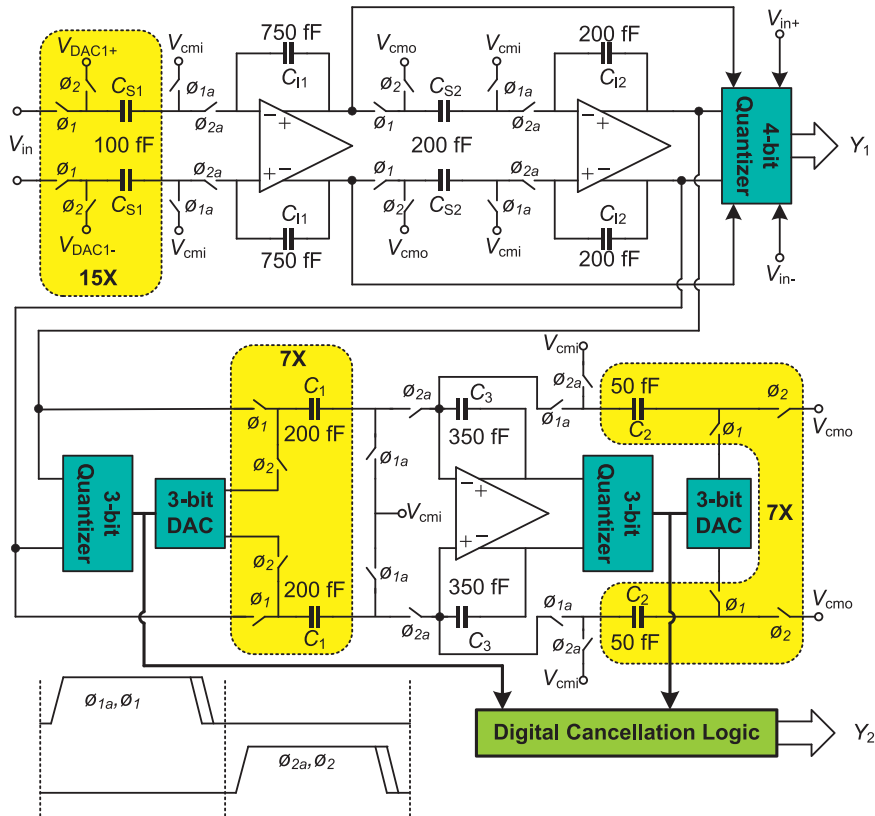 750 fF
200 fF
V_DAC1+
V_cmi
V_cmo
V_cmi
V_in+
C_I1
C_I2
ø_2
ø_1a
ø_2
ø_1a
C_S1
C_S2
ø_1
ø_2a
ø_1
ø_2a
− +
− +
V_in
100 fF
200 fF
4-bit Quantizer
Y_1
+ −
+ −
ø_1
ø_2a
ø_1
ø_2a
ø_2
C_S1
ø_1a
ø_2
C_S2
ø_1a
C_I1
C_I2
V_DAC1-
V_cmi
V_cmo
V_cmi
V_in-
15X
750 fF
200 fF
V_cmi
7X
ø_2a
50 fF
C_1
ø_2a
C_3
ø_2
ø_1
200 fF
350 fF
ø_1a
C_2
ø_1
V_cmo
ø_2
ø_1a
3-bit Quantizer
3-bit DAC
V_cmi
− +
+ −
3-bit Quantizer
3-bit DAC
7X
ø_2
ø_1a
200 fF
350 fF
ø_1a
C_2
ø_1
V_cmo
ø_1
C_1
ø_2a
C_3
ø_2a
50 fF
ø_2
V_cmi
ø_1a,ø_1
ø_2a,ø_2
Digital Cancellation Logic
Y_2